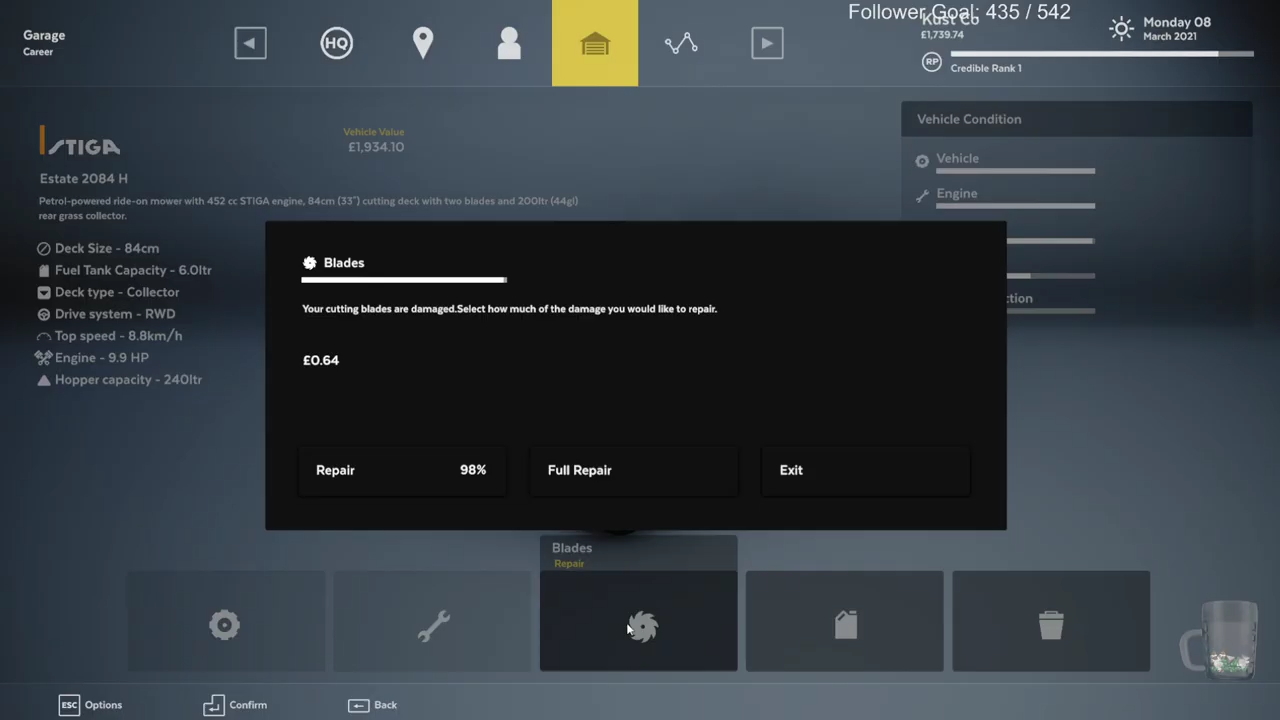 Follower Goal: 435 / 542
Garage
Career
HQ
£1,739.74
RP
Credible Rank 1
Monday 08
March 2021
STIGA
Vehicle Value
£1,934.10
Estate 2084 H
Petrol-powered ride-on mower with 452 cc STIGA engine, 84cm (33") cutting deck with two blades and 200ltr (44gl)
rear grass collector.
Deck Size - 84cm
Fuel Tank Capacity - 6.0ltr
Deck type - Collector
Drive system - RWD
Top speed - 8.8km/h
Engine - 9.9 HP
Hopper capacity - 240ltr
Vehicle Condition
Vehicle
Engine
Blades
Your cutting blades are damaged.Select how much of the damage you would like to repair.
£0.64
Repair 98%
Full Repair
Exit
Blades
Repair
ESC Options
Confirm
Back